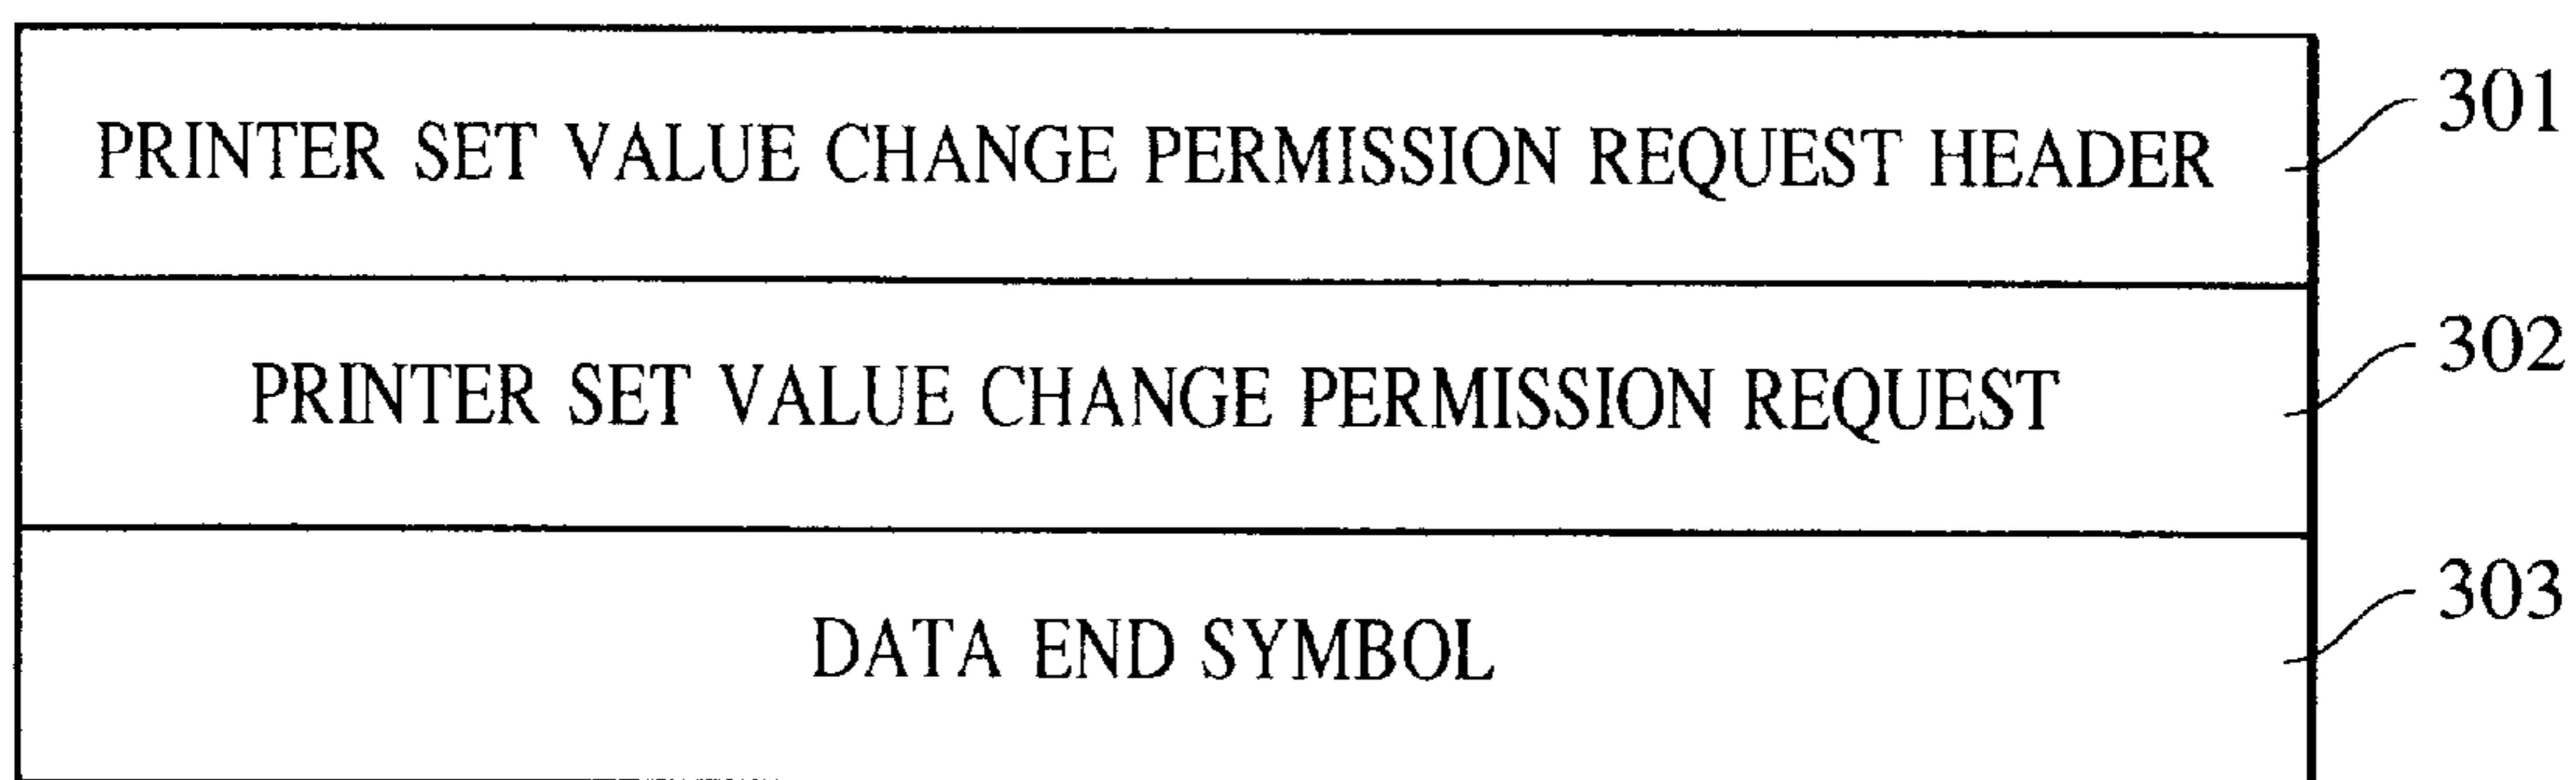 PRINTER SET VALUE CHANGE PERMISSION REQUEST HEADER 301
PRINTER SET VALUE CHANGE PERMISSION REQUEST 302
DATA END SYMBOL 303